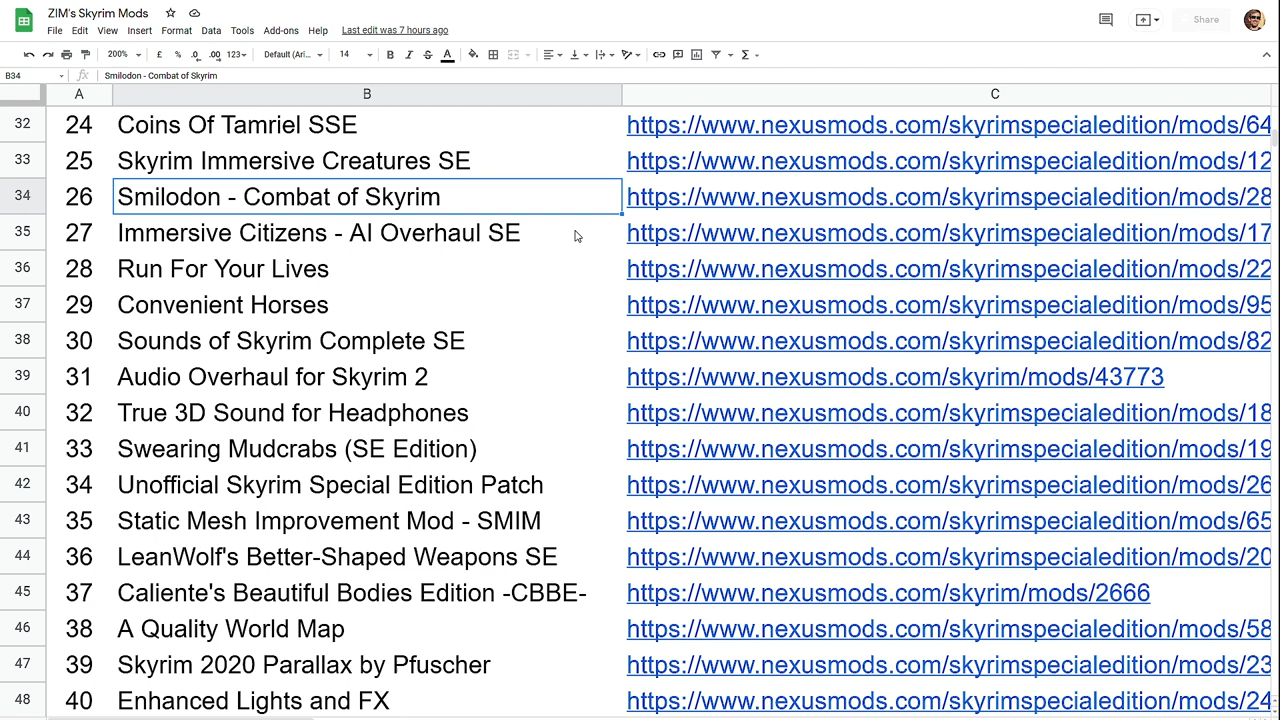 ZIM's Skyrim Mods
File Edit View Insert Format Data Tools Add-ons Help Last edit was 7 hours ago
Share
200% £ % .0 .00 123 Default (Ari... 14 B I S A
B34 fx Smilodon - Combat of Skyrim
A B C
32 24 Coins Of Tamriel SSE https://www.nexusmods.com/skyrimspecialedition/mods/64
33 25 Skyrim Immersive Creatures SE https://www.nexusmods.com/skyrimspecialedition/mods/12
34 26 Smilodon - Combat of Skyrim https://www.nexusmods.com/skyrimspecialedition/mods/28
35 27 Immersive Citizens - AI Overhaul SE https://www.nexusmods.com/skyrimspecialedition/mods/17
36 28 Run For Your Lives https://www.nexusmods.com/skyrimspecialedition/mods/22
37 29 Convenient Horses https://www.nexusmods.com/skyrimspecialedition/mods/95
38 30 Sounds of Skyrim Complete SE https://www.nexusmods.com/skyrimspecialedition/mods/82
39 31 Audio Overhaul for Skyrim 2 https://www.nexusmods.com/skyrim/mods/43773
40 32 True 3D Sound for Headphones https://www.nexusmods.com/skyrimspecialedition/mods/18
41 33 Swearing Mudcrabs (SE Edition) https://www.nexusmods.com/skyrimspecialedition/mods/19
42 34 Unofficial Skyrim Special Edition Patch https://www.nexusmods.com/skyrimspecialedition/mods/26
43 35 Static Mesh Improvement Mod - SMIM https://www.nexusmods.com/skyrimspecialedition/mods/65
44 36 LeanWolf's Better-Shaped Weapons SE https://www.nexusmods.com/skyrimspecialedition/mods/20
45 37 Caliente's Beautiful Bodies Edition -CBBE- https://www.nexusmods.com/skyrim/mods/2666
46 38 A Quality World Map https://www.nexusmods.com/skyrimspecialedition/mods/58
47 39 Skyrim 2020 Parallax by Pfuscher https://www.nexusmods.com/skyrimspecialedition/mods/23
48 40 Enhanced Lights and FX https://www.nexusmods.com/skyrimspecialedition/mods/24